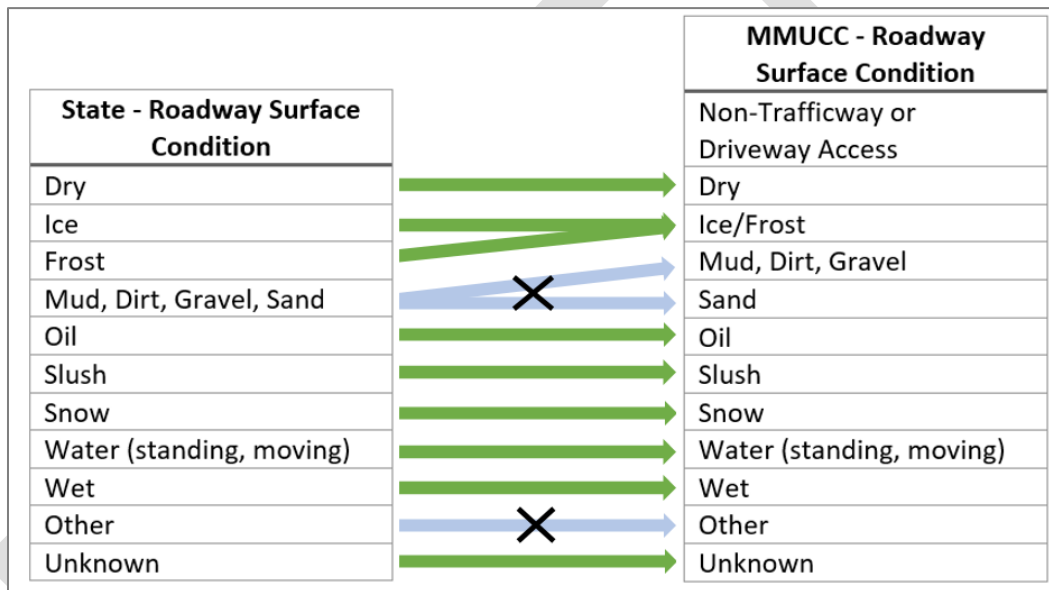 State - Roadway Surface
Condition
Dry
Ice
Frost
Mud, Dirt, Gravel, Sand
Oil
Slush
Snow
Water (standing, moving)
Wet
Other
Unknown
MMUCC - Roadway
Surface Condition
Non-Trafficway or
Driveway Access
Dry
Ice/Frost
Mud, Dirt, Gravel
Sand
Oil
Slush
Snow
Water (standing, moving)
Wet
Other
Unknown